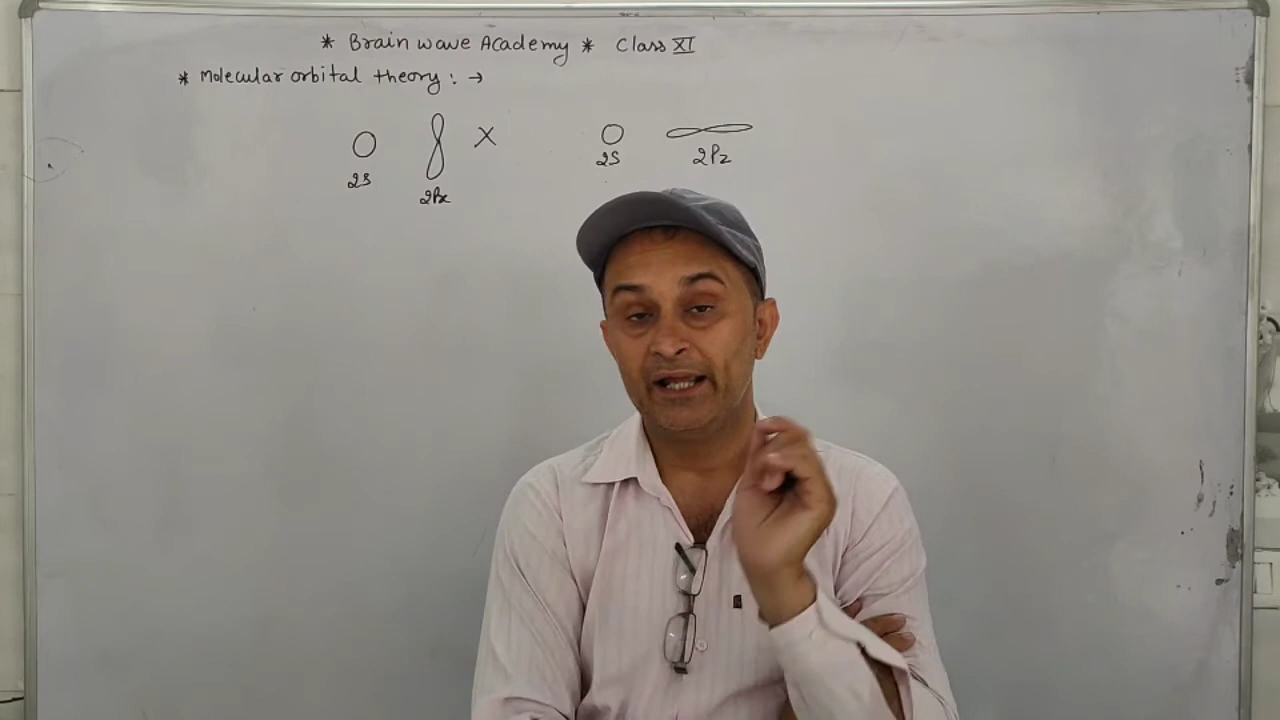 * Brain wave Academy * Class XI
* Molecular orbital theory : →
X
2S 2Pz
2S 2Px